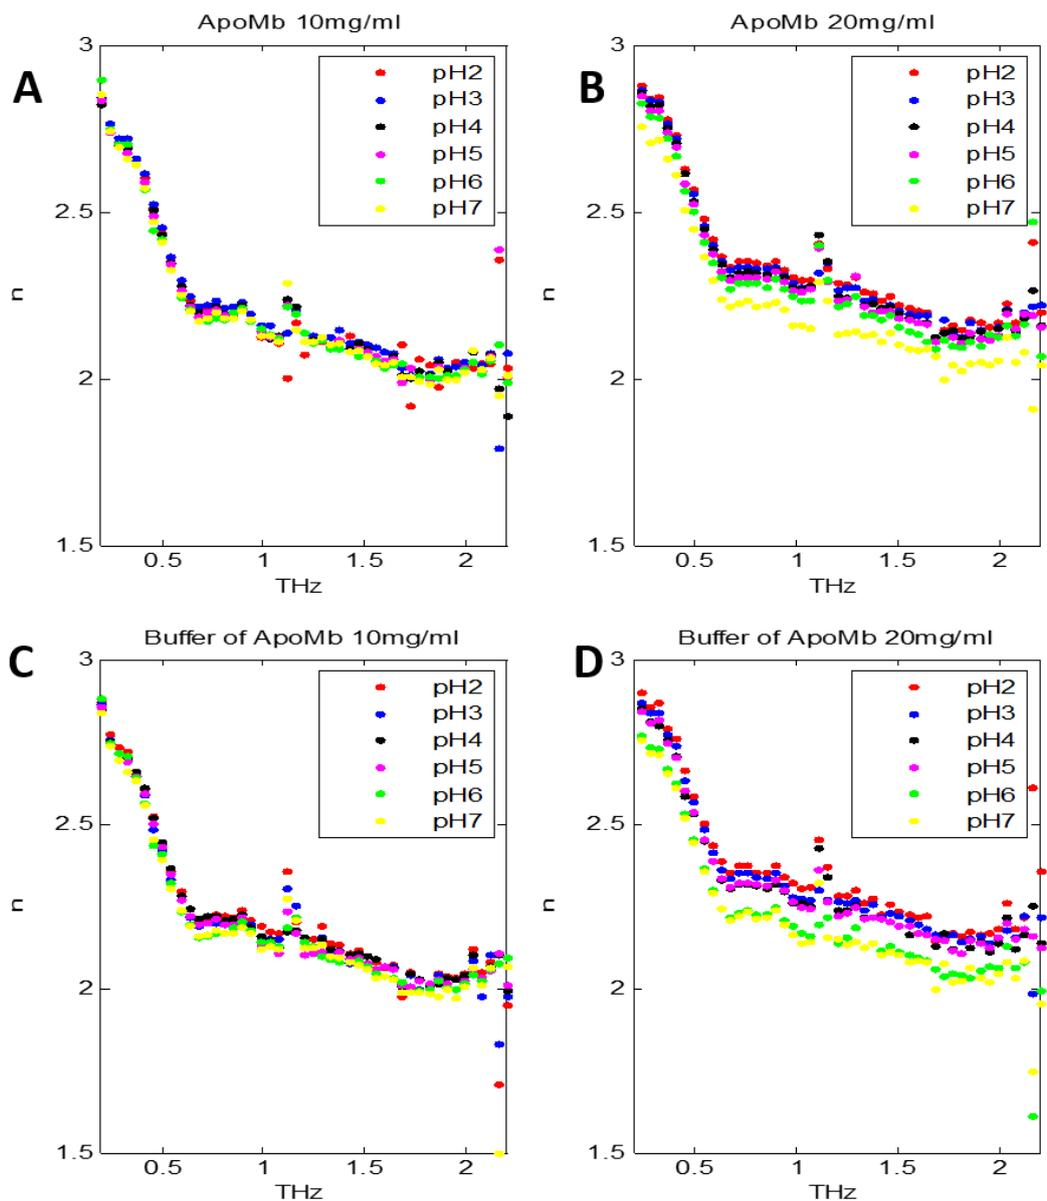 ApoMb 10mg/ml
A
3
2.5
2
1.5
n
0.5 1 1.5 2
THz
pH2
pH3
pH4
pH5
pH6
pH7
ApoMb 20mg/ml
B
3
2.5
2
1.5
n
0.5 1 1.5 2
THz
pH2
pH3
pH4
pH5
pH6
pH7
Buffer of ApoMb 10mg/ml
C
3
2.5
2
1.5
n
0.5 1 1.5 2
THz
pH2
pH3
pH4
pH5
pH6
pH7
Buffer of ApoMb 20mg/ml
D
3
2.5
2
1.5
n
0.5 1 1.5 2
THz
pH2
pH3
pH4
pH5
pH6
pH7